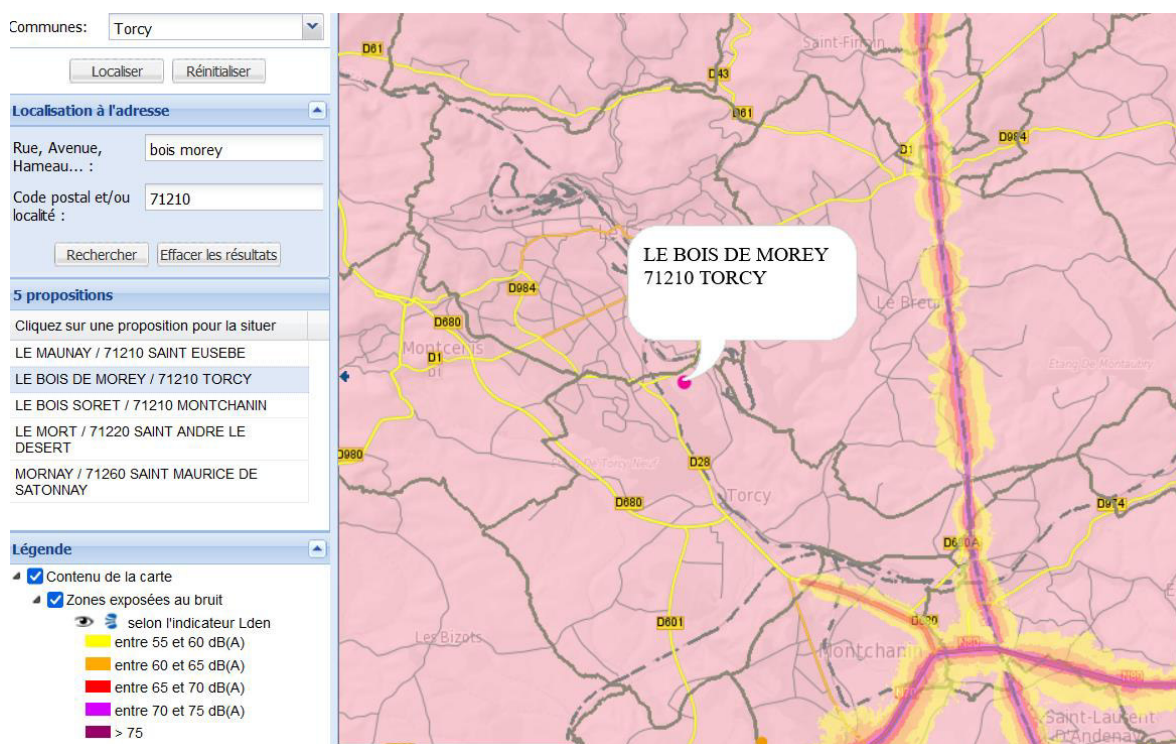 Communes: Torcy
Localiser Réinitialiser
Localisation à l'adresse
Rue, Avenue,
Hameau... :
bois morey
Code postal et/ou
localité :
71210
Rechercher Effacer les résultats
5 propositions
Cliquez sur une proposition pour la situer
LE MAUNAY / 71210 SAINT EUSEBE
LE BOIS DE MOREY / 71210 TORCY
LE BOIS SORET / 71210 MONTCHANIN
LE MORT / 71220 SAINT ANDRE LE
DESERT
MORNAY / 71260 SAINT MAURICE DE
SATONNAY
Légende
Contenu de la carte
Zones exposées au bruit
selon l'indicateur Lden
entre 55 et 60 dB(A)
entre 60 et 65 dB(A)
entre 65 et 70 dB(A)
entre 70 et 75 dB(A)
> 75
Saint-Firmin
D61
D43
D61
D984
D1
LE BOIS DE MOREY
71210 TORCY
D984
Le Breuil
D680
Montcenis
D1
D1
Étang De Montaubry
D980
De Torcy Neuf
D28
Torcy
D680
D974
D680A
D601
Les Bizots
Montchanin
Saint-Laurent
D'Andenay